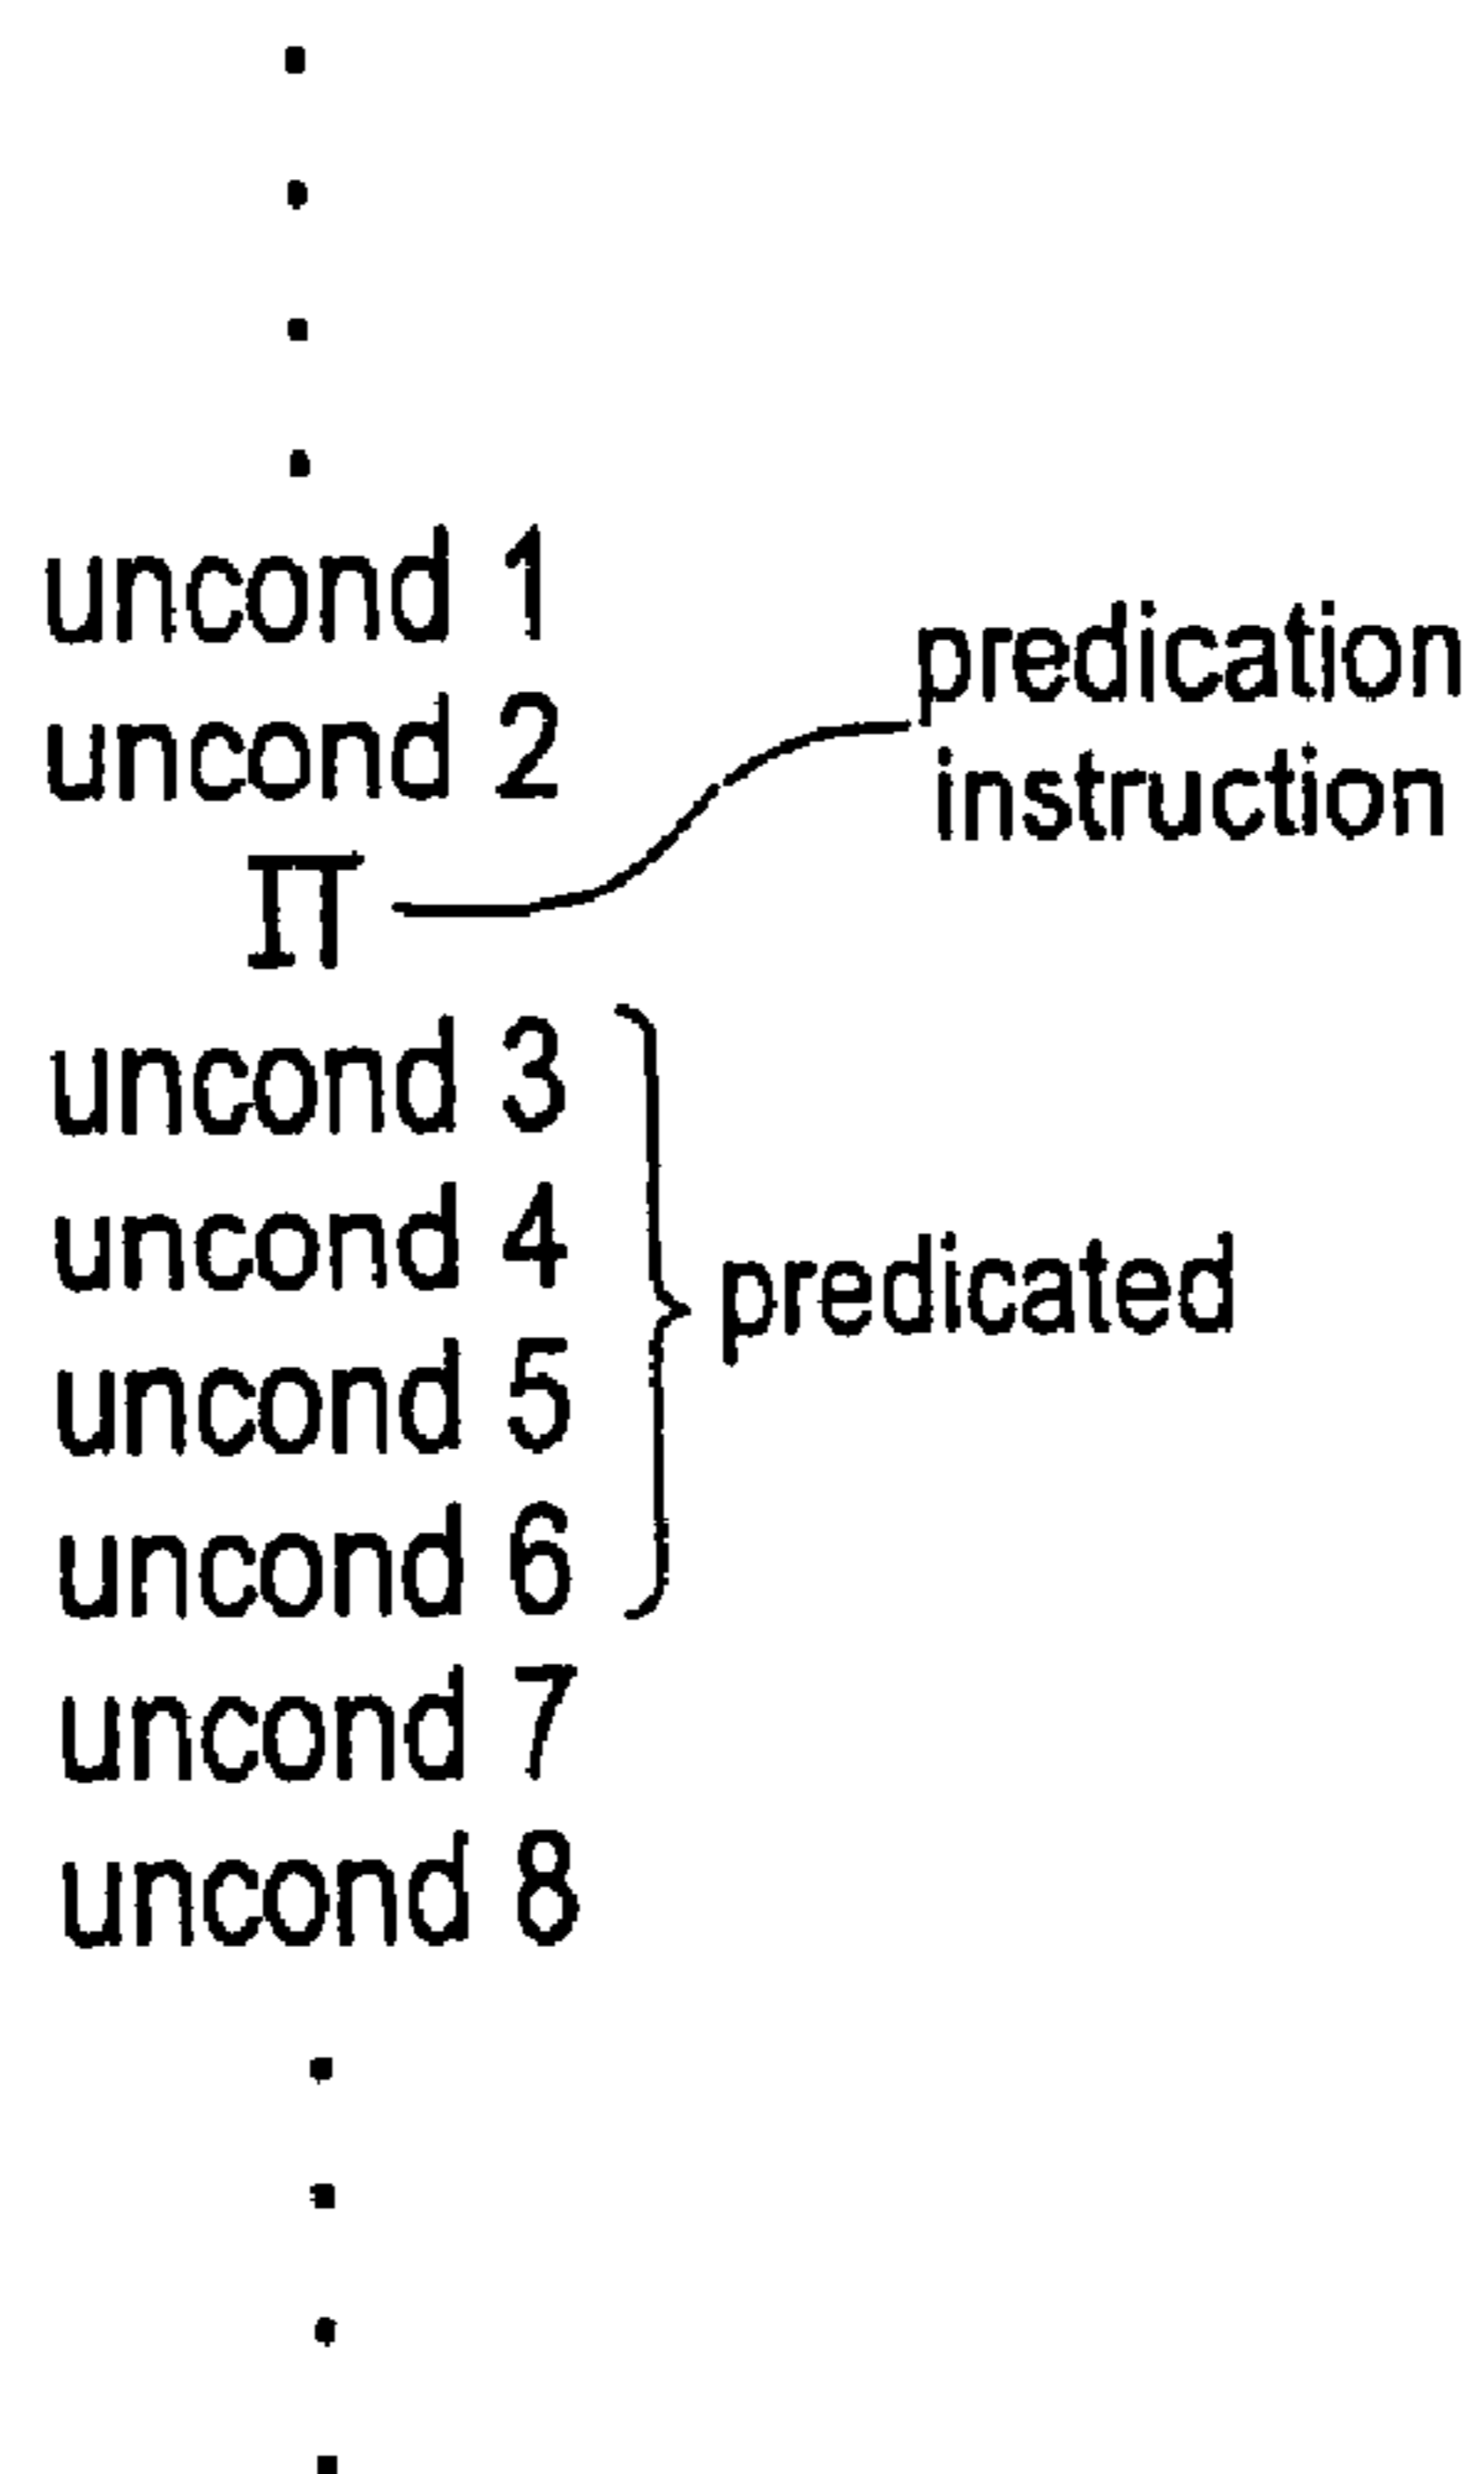 uncond 1
uncond 2
predication
instruction
IT
uncond 3
uncond 4
predicated
uncond 5
uncond 6
uncond 7
uncond 8